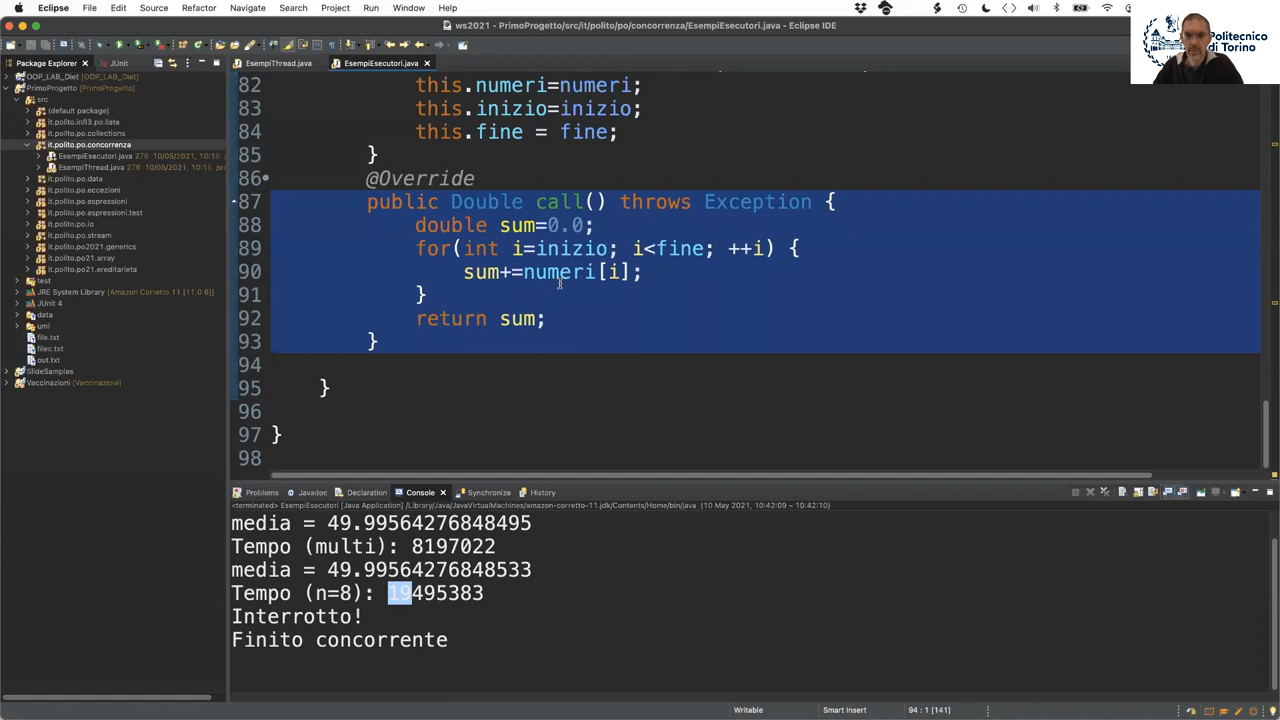 Eclipse File Edit Source Refactor Navigate Search Project Run Window Help
ws2021 - PrimoProgetto/src/it/polito/po/concorrenza/EsempiEsecutori.java - Eclipse IDE
Politecnico
di Torino
Package Explorer JUnit
OOP_LAB_Diet [OOP_LAB_Diet]
PrimoProgetto
src
(default package)
it.polito.inf13.po.liste
it.polito.po.collections
it.polito.po.concorrenza
EsempiEsecutori.java 276 10/05/2021, 10:15
EsempiThread.java 276 10/05/2021, 10:15
it.polito.po.data
it.polito.po.eccezioni
it.polito.po.espressioni
it.polito.po.espressioni.test
it.polito.po.io
it.polito.po.stream
it.polito.po2021.generics
it.polito.po21.array
it.polito.po21.ereditarieta
test
JRE System Library [Amazon Corretto 11 [11.0.6]
JUnit 4
data
uml
file.txt
filec.txt
out.txt
SlideSamples
Vaccinazioni [Vaccinazioni]
EsempiThread.java EsempiEsecutori.java
82 this.numeri=numeri;
83 this.inizio=inizio;
84 this.fine = fine;
85 }
86 @Override
87 public Double call() throws Exception {
88 double sum=0.0;
89 for(int i=inizio; i<fine; ++i) {
90 sum+=numeri[i];
91 }
92 return sum;
93 }
94
95 }
96
97 }
98
Problems Javadoc Declaration Console Synchronize History
<terminated> EsempiEsecutori [Java Application] /Library/Java/JavaVirtualMachines/amazon-corretto-11.jdk/Contents/Home/bin/java (10 May 2021, 10:42:09 – 10:42:10)
media = 49.99564276848495
Tempo (multi): 8197022
media = 49.99564276848533
Tempo (n=8): 19495383
Interrotto!
Finito concorrente
Writable Smart Insert 94 : 1 [141]